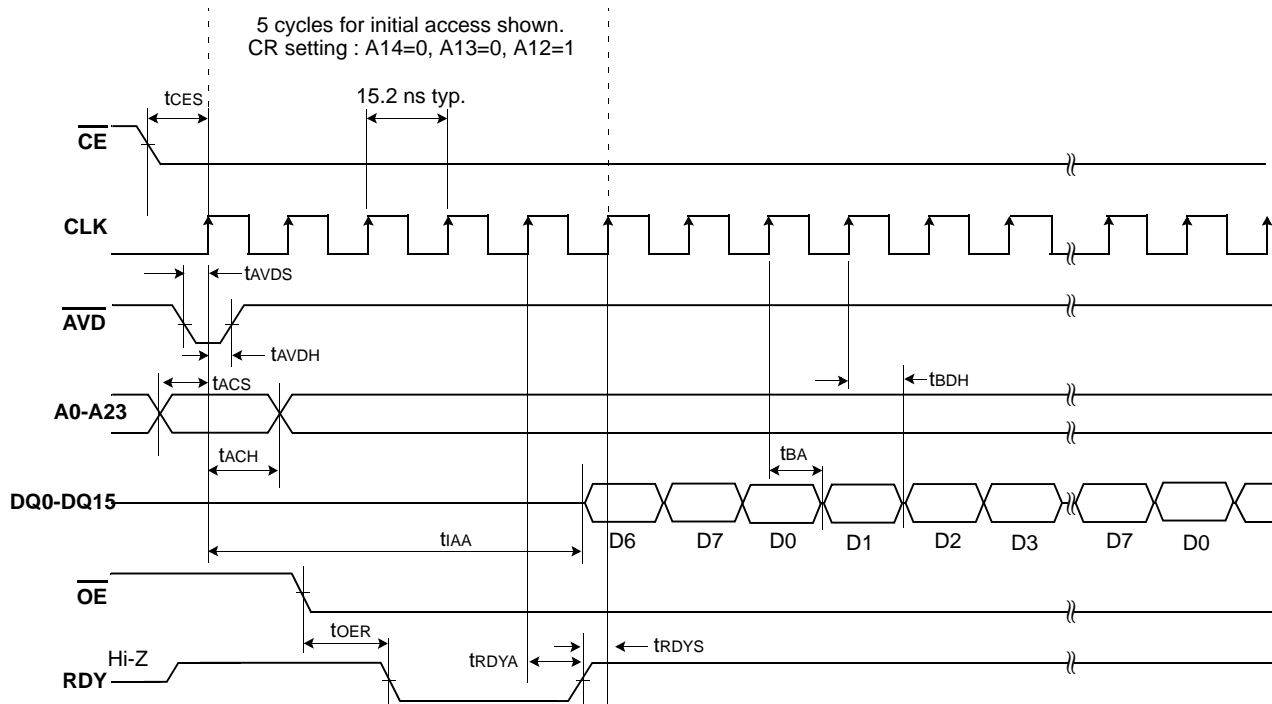 5 cycles for initial access shown.
CR setting : A14=0, A13=0, A12=1
tCES
15.2 ns typ.
CE
CLK
tAVDS
AVD
tAVDH
tACS
tBDH
A0-A23
tACH
tBA
DQ0-DQ15
tIAA
D6 D7 D0 D1 D2 D3 D7 D0
OE
tOER
tRDYS
tRDYA
Hi-Z
RDY